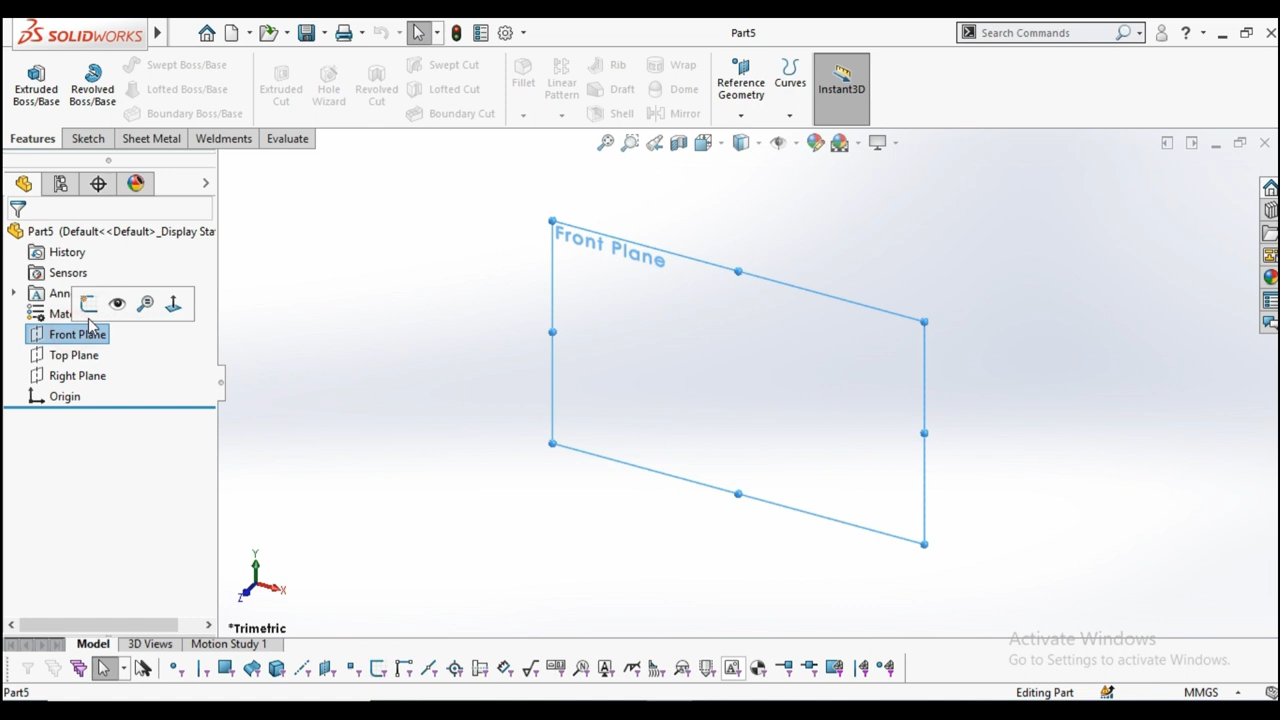 SOLIDWORKS
Part5
Search Commands
?
Extruded Boss/Base
Revolved Boss/Base
Swept Boss/Base
Lofted Boss/Base
Boundary Boss/Base
Extruded Cut
Hole Wizard
Revolved Cut
Swept Cut
Lofted Cut
Boundary Cut
Fillet
Linear Pattern
Rib
Draft
Shell
Wrap
Dome
Mirror
Reference Geometry
Curves
Instant3D
Features
Sketch
Sheet Metal
Weldments
Evaluate
Part5 (Default<<Default>_Display Sta
History
Sensors
Ann
Mate
Front Plane
Top Plane
Right Plane
Origin
Front Plane
Y
X
Z
*Trimetric
Activate Windows
Go to Settings to activate Windows.
Model
3D Views
Motion Study 1
Part5
Editing Part
MMGS